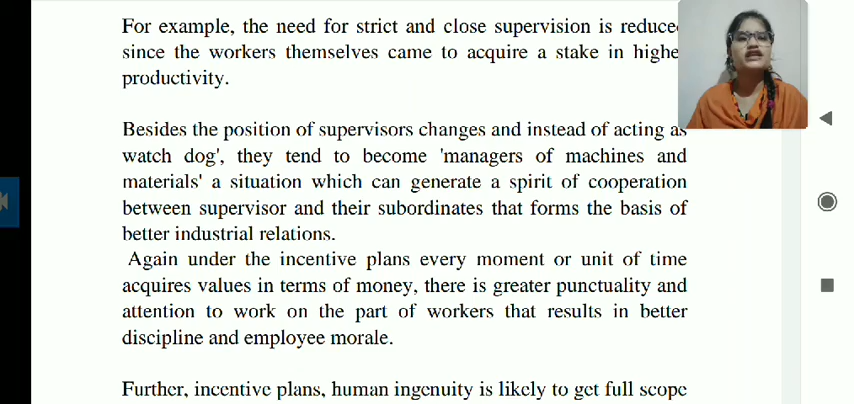 For example, the need for strict and close supervision is reduce
since the workers themselves came to acquire a stake in highe
productivity.
Besides the position of supervisors changes and instead of acting as
watch dog', they tend to become 'managers of machines and
materials' a situation which can generate a spirit of cooperation
between supervisor and their subordinates that forms the basis of
better industrial relations.
Again under the incentive plans every moment or unit of time
acquires values in terms of money, there is greater punctuality and
attention to work on the part of workers that results in better
discipline and employee morale.
Further, incentive plans, human ingenuity is likely to get full scope